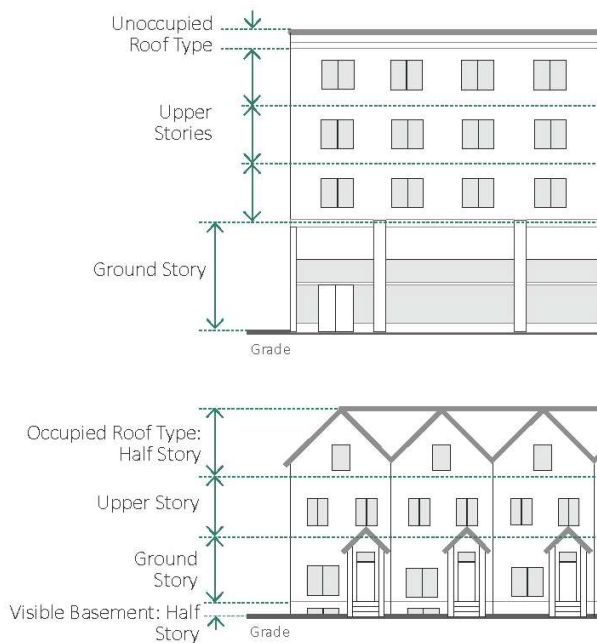 Unoccupied
Roof Type
Upper
Stories
Ground Story
Grade
Occupied Roof Type:
Half Story
Upper Story
Ground
Story
Visible Basement: Half
Story
Grade